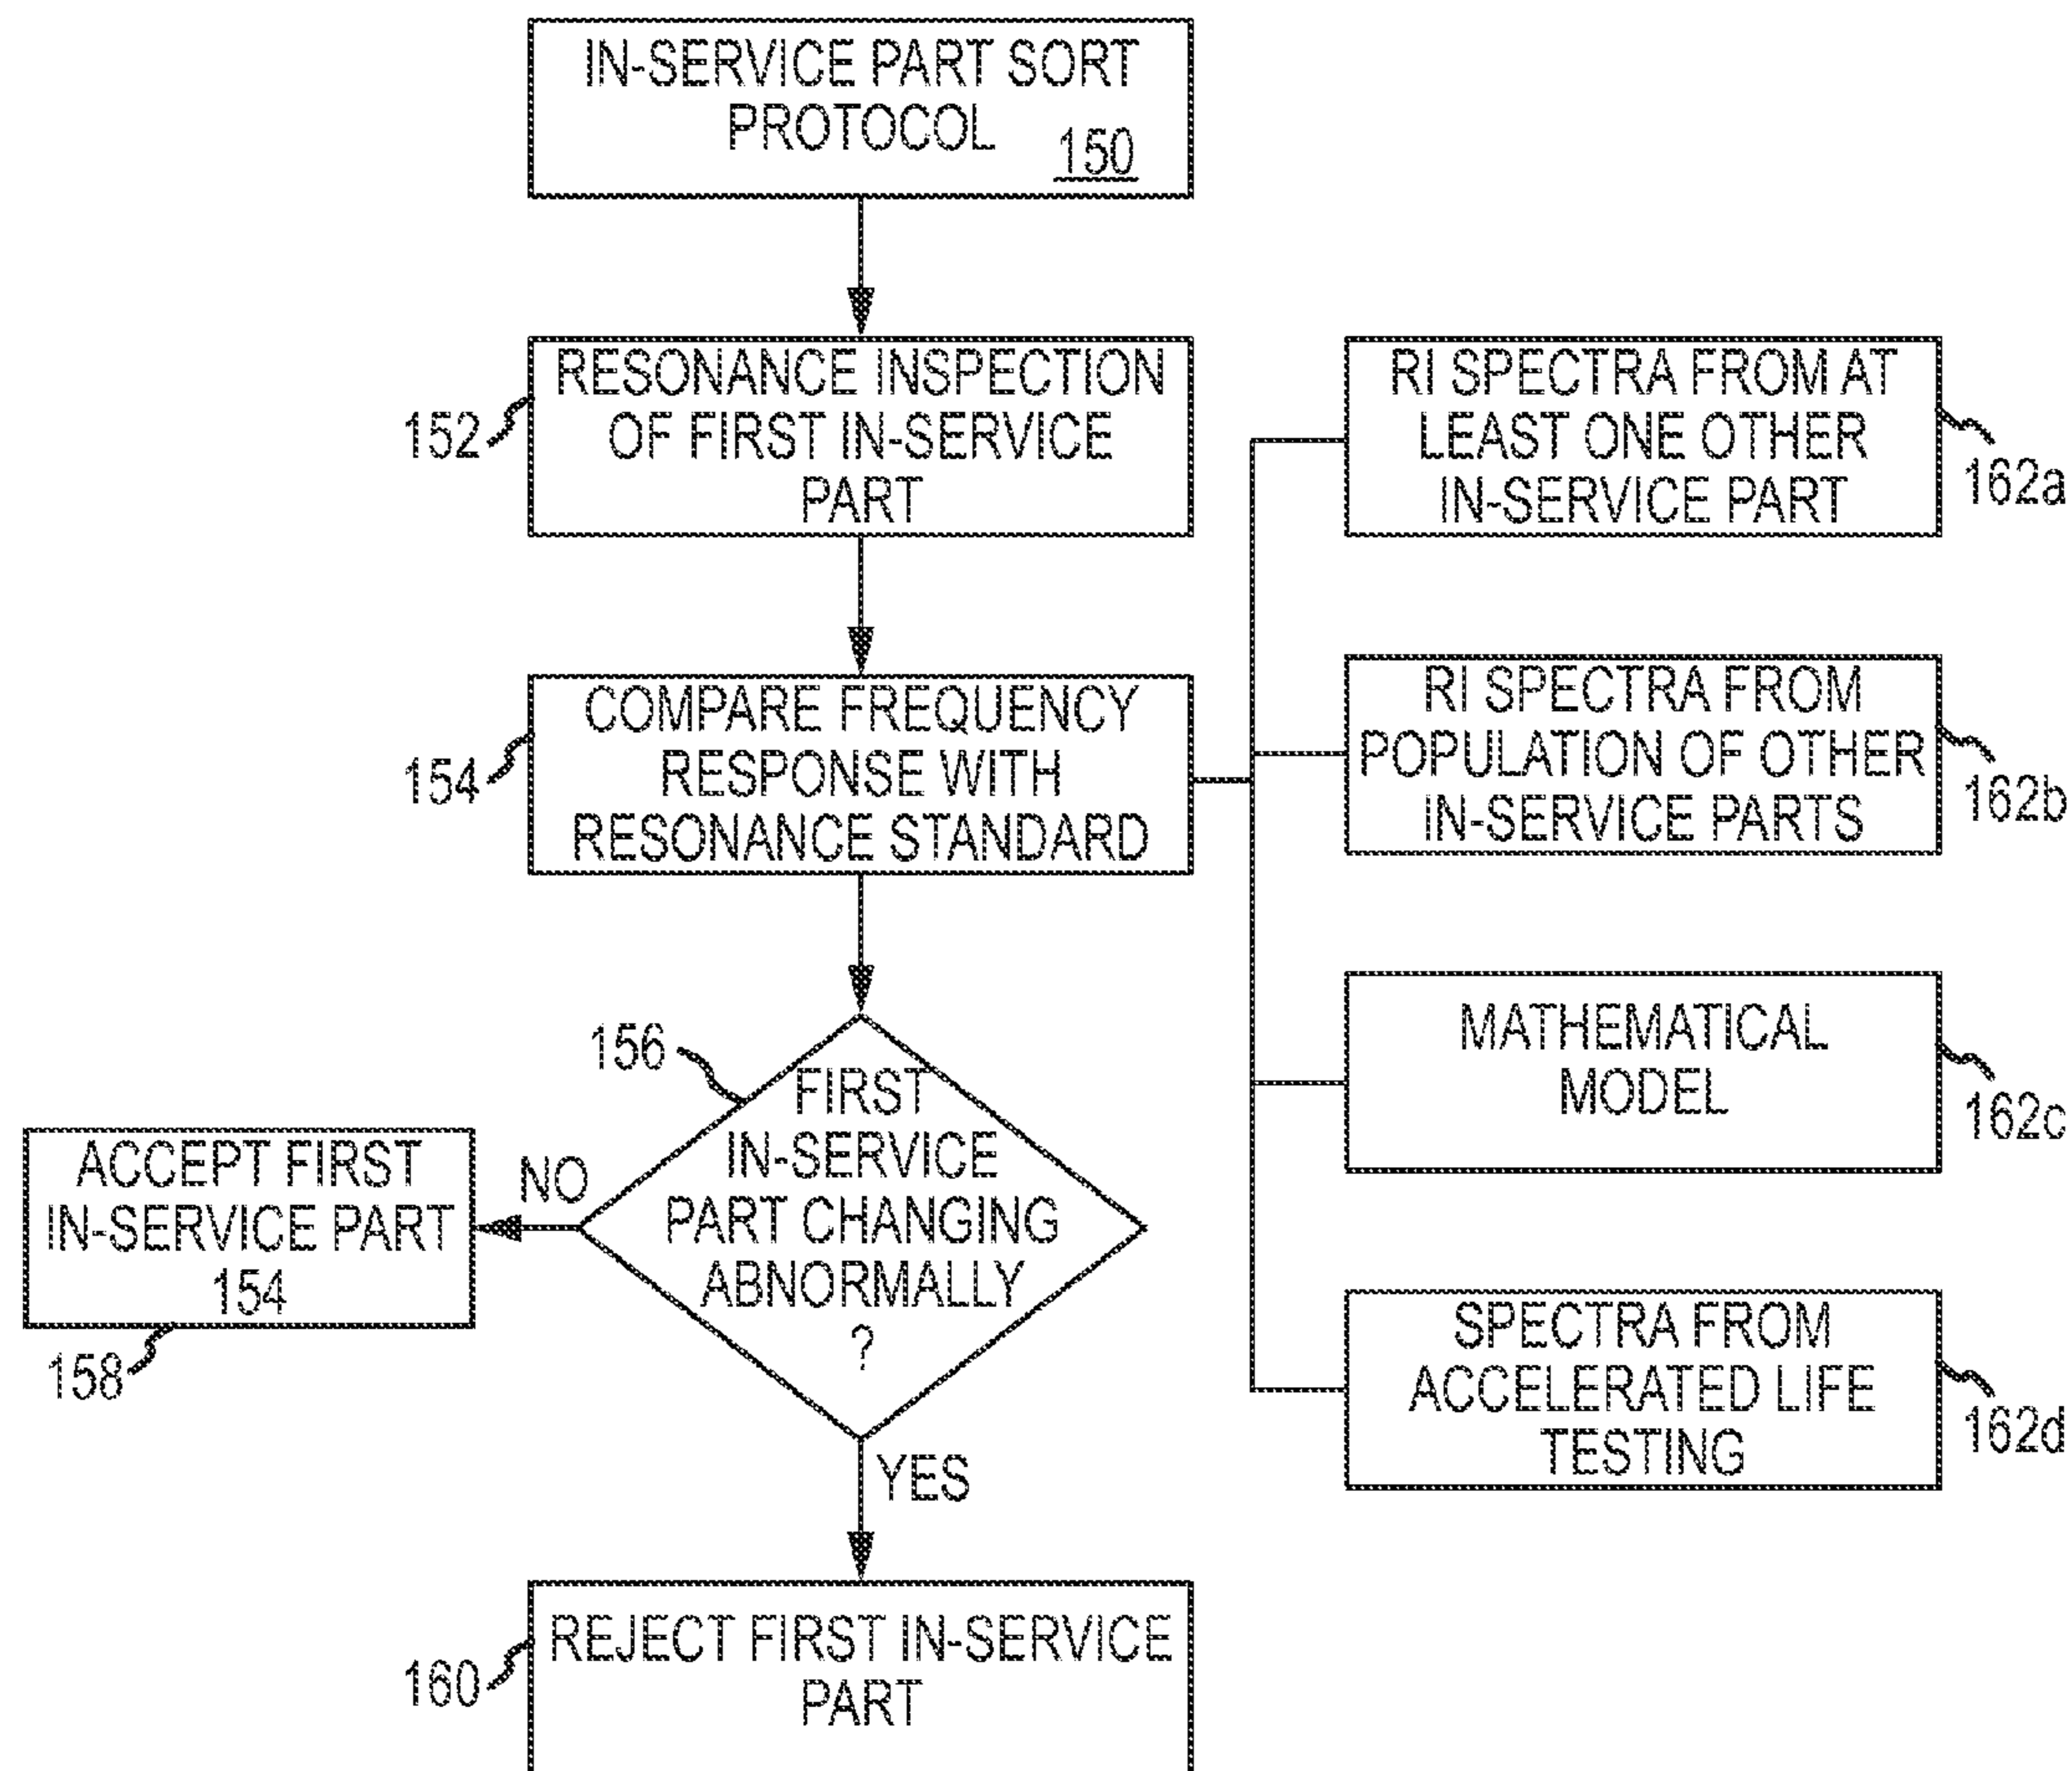 IN-SERVICE PART SORT
PROTOCOL
150
RESONANCE INSPECTION
OF FIRST IN-SERVICE
PART
152
RI SPECTRA FROM AT
LEAST ONE OTHER
IN-SERVICE PART
162a
COMPARE FREQUENCY
RESPONSE WITH
RESONANCE STANDARD
154
RI SPECTRA FROM
POPULATION OF OTHER
IN-SERVICE PARTS
162b
MATHEMATICAL
MODEL
162c
156
FIRST
IN-SERVICE
PART CHANGING
ABNORMALLY
?
NO
ACCEPT FIRST
IN-SERVICE PART
154
158
SPECTRA FROM
ACCELERATED LIFE
TESTING
162d
YES
REJECT FIRST IN-SERVICE
PART
160